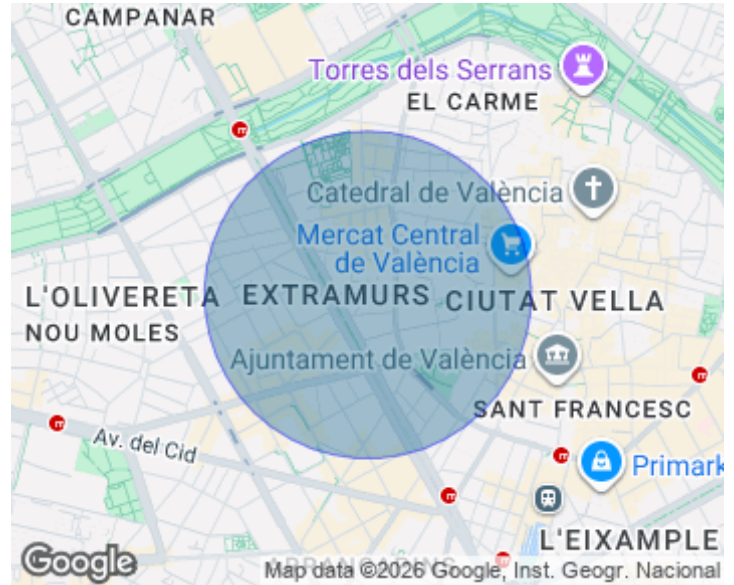 CAMPANAR
Torres dels Serrans
EL CARME
Catedral de València
Mercat Central
de València
L'OLIVERETA
EXTRAMURS
CIUTAT VELLA
NOU MOLES
Ajuntament de València
SANT FRANCESC
Av. del Cid
Primark
L'EIXAMPLE
Google
Map data ©2026 Google, Inst. Geogr. Nacional